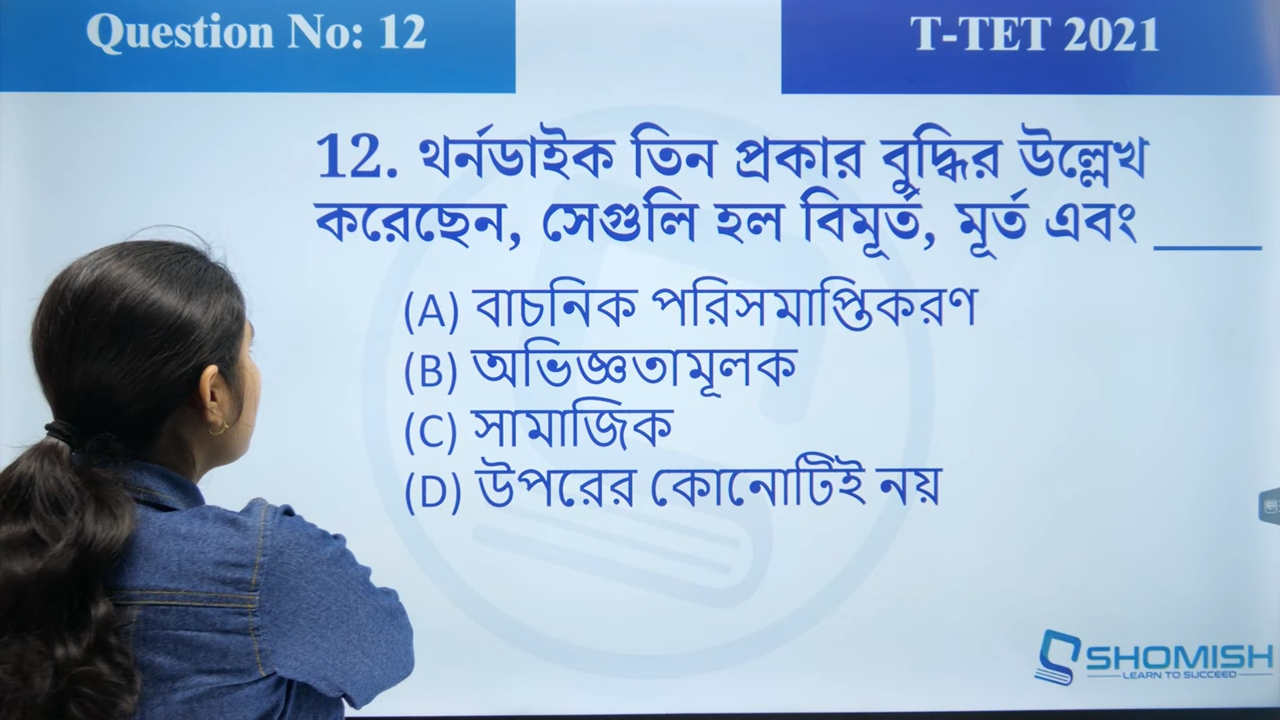 Question No: 12
T-TET 2021
12. থর্নডাইক তিন প্রকার বুদ্ধির উল্লেখ
করেছেন, সেগুলি হল বিমূর্ত, মূর্ত এবং ____
(A) বাচনিক পরিসমাপ্তিকরণ
(B) অভিজ্ঞতামূলক
(C) সামাজিক
(D) উপরের কোনোটিই নয়
SHOMISH
LEARN TO SUCCEED